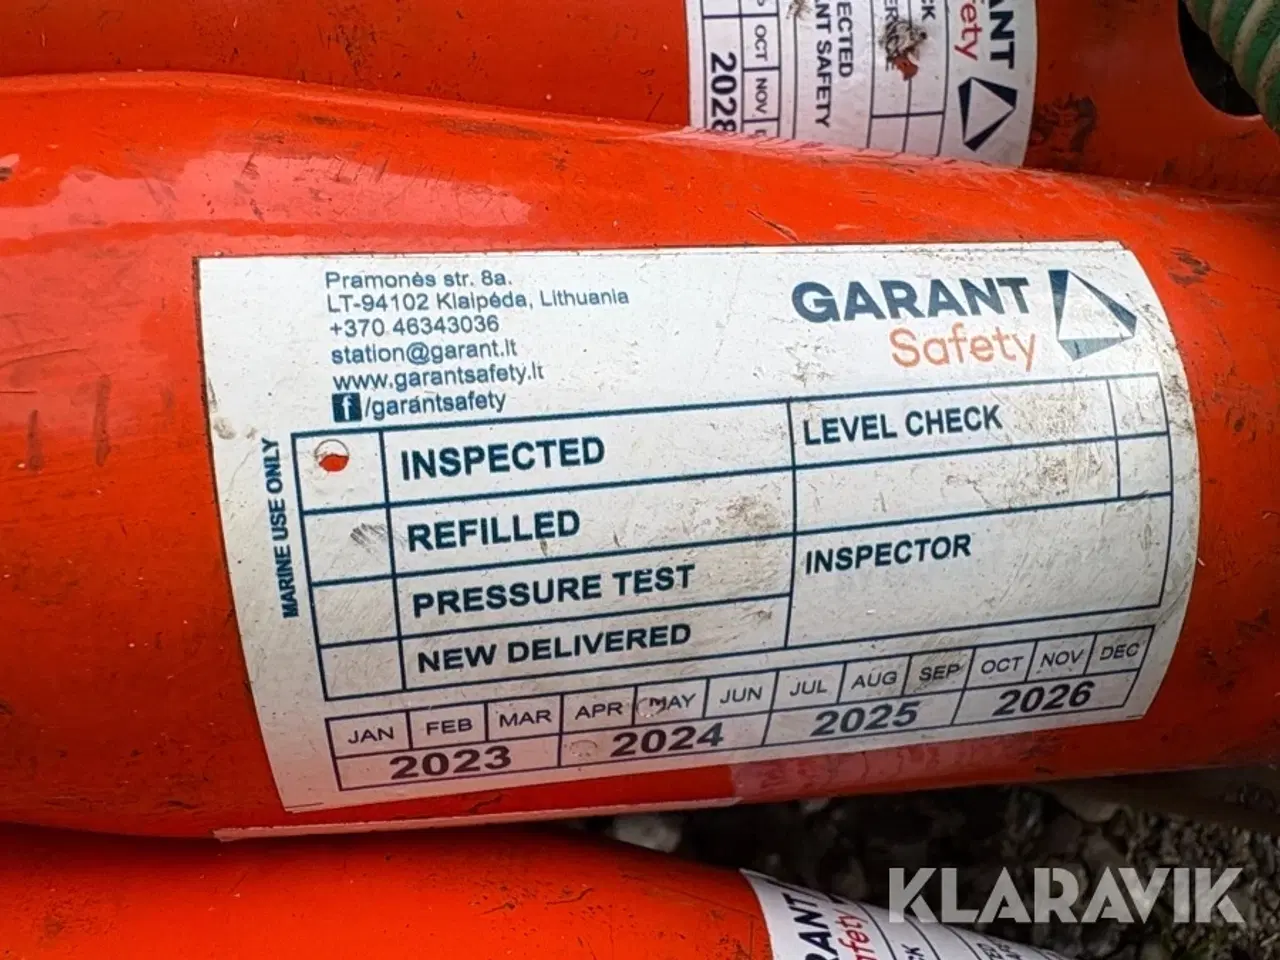 OCT
NOV
2028
ANT SAFETY
GARANT
Safety
Pramonės str. 8a.
LT-94102 Klaipėda, Lithuania
+370 46343036
station@garant.lt
www.garantsafety.lt
f/garantsafety
MARINE USE ONLY
INSPECTED
REFILLED
PRESSURE TEST
NEW DELIVERED
LEVEL CHECK
INSPECTOR
JAN FEB MAR APR MAY JUN JUL AUG SEP OCT NOV DEC
2023 2024 2025 2026
KLARAVIK